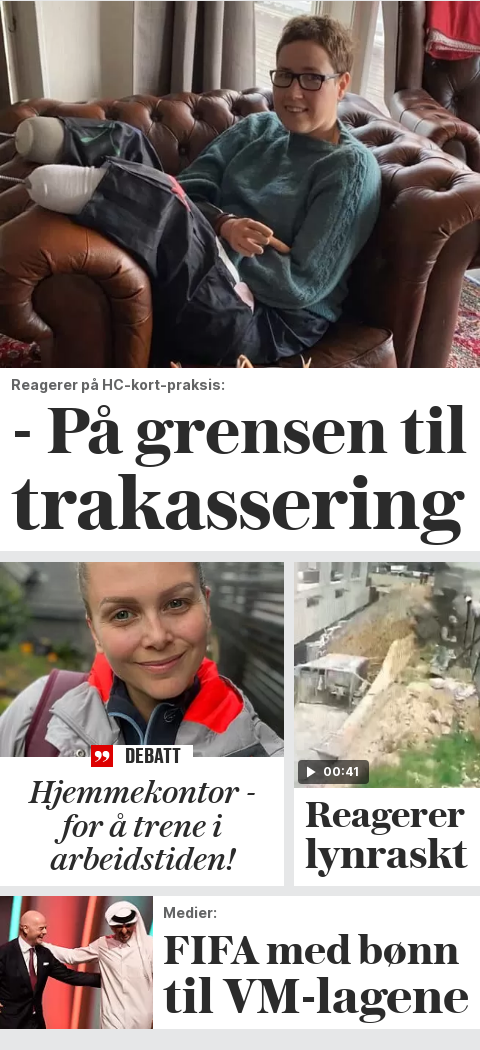 Reagerer på HC-kort-praksis:
- På grensen til
trakassering
DEBATT
Hjemmekontor -
for å trene i
arbeidstiden!
00:41
Reagerer
lynraskt
Medier:
FIFA med bønn
til VM-lagene